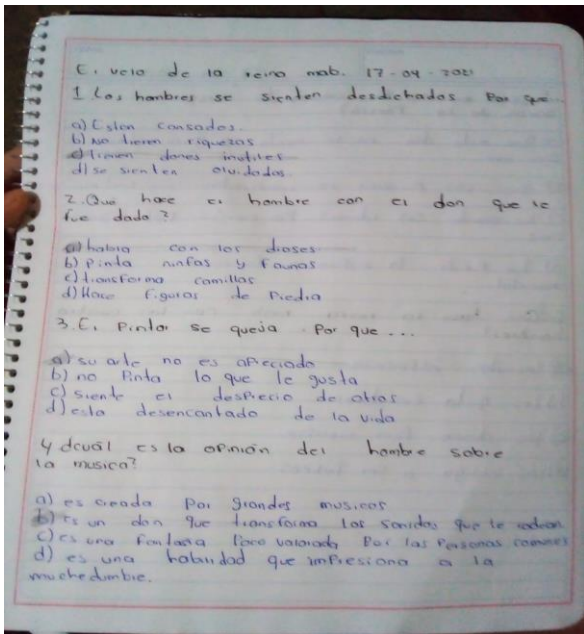 E. velo de la reina mab. 17-04-2021
1 Los hombres se sienten desdichados Por que...
a) Esten cansados.
b) No tienen riquezas
c) tienen dones inutiles
d) se sienten olvidados
2. Que hace el hombre con el don que le
fue dado?
a) habla con los dioses
b) Pinta ninfas y faunos
c) transforma camillas
d) Hace figuras de Piedra
3. E. Pintor se queja Por que...
a) su arte no es apreciado
b) no Pinta lo que le gusta
c) siente el desprecio de otros
d) esta desencantado de la vida
4 dcuál es la opinión del hombre sobre
la musica?
a) es creada por grandes musicos
b) es un don que transforma los sonidos que le rodean
c) es una fantasia Poco valorada Por las Personas comunes
d) es una habilidad que impresiona a la
muchedumbre.